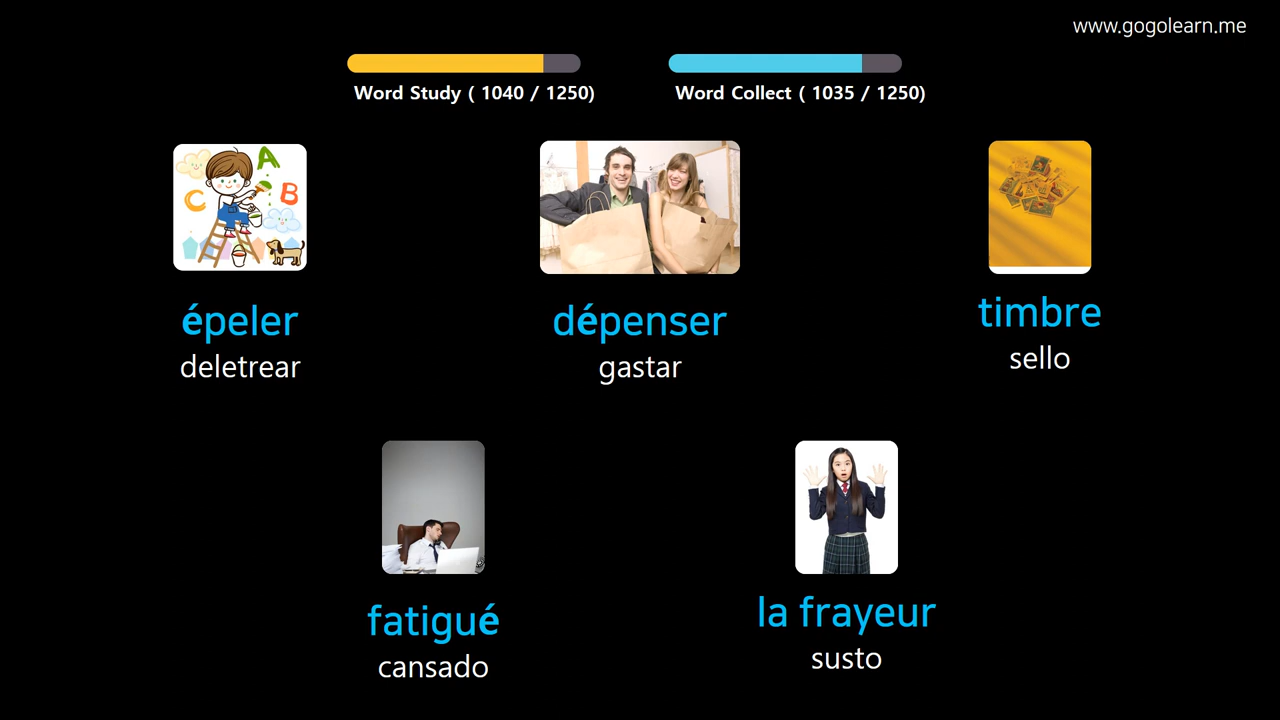 www.gogolearn.me
Word Study ( 1040 / 1250)
Word Collect ( 1035 / 1250)
A
C
B
épeler
deletrear
dépenser
gastar
timbre
sello
fatigué
cansado
la frayeur
susto